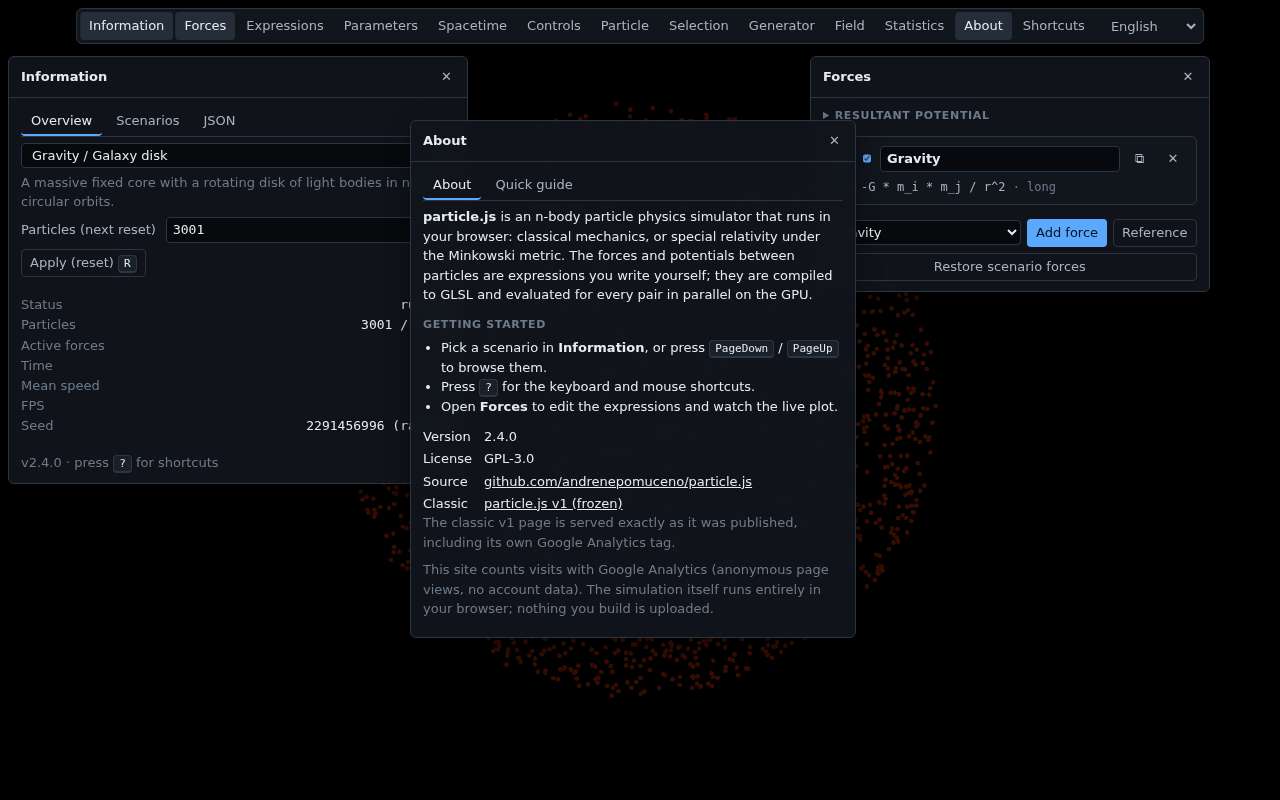 Information Forces Expressions Parameters Spacetime Controls Particle Selection Generator Field Statistics About Shortcuts English
Information ✕
Overview Scenarios JSON
Gravity / Galaxy disk
A massive fixed core with a rotating disk of light bodies in n
circular orbits.
Particles (next reset) 3001
Apply (reset) R
Status
Particles 3001 /
Active forces
Time
Mean speed
FPS
Seed 2291456996
v2.4.0 · press ? for shortcuts
About ✕
About Quick guide
particle.js is an n-body particle physics simulator that runs in
your browser: classical mechanics, or special relativity under
the Minkowski metric. The forces and potentials between
particles are expressions you write yourself; they are compiled
to GLSL and evaluated for every pair in parallel on the GPU.
GETTING STARTED
• Pick a scenario in Information, or press PageDown / PageUp
to browse them.
• Press ? for the keyboard and mouse shortcuts.
• Open Forces to edit the expressions and watch the live plot.
Version 2.4.0
License GPL-3.0
Source github.com/andrenepomuceno/particle.js
Classic particle.js v1 (frozen)
The classic v1 page is served exactly as it was published,
including its own Google Analytics tag.
This site counts visits with Google Analytics (anonymous page
views, no account data). The simulation itself runs entirely in
your browser; nothing you build is uploaded.
Forces ✕
RESULTANT POTENTIAL
Gravity ✕
-G * m_i * m_j / r^2 · long
vity Add force Reference
Restore scenario forces